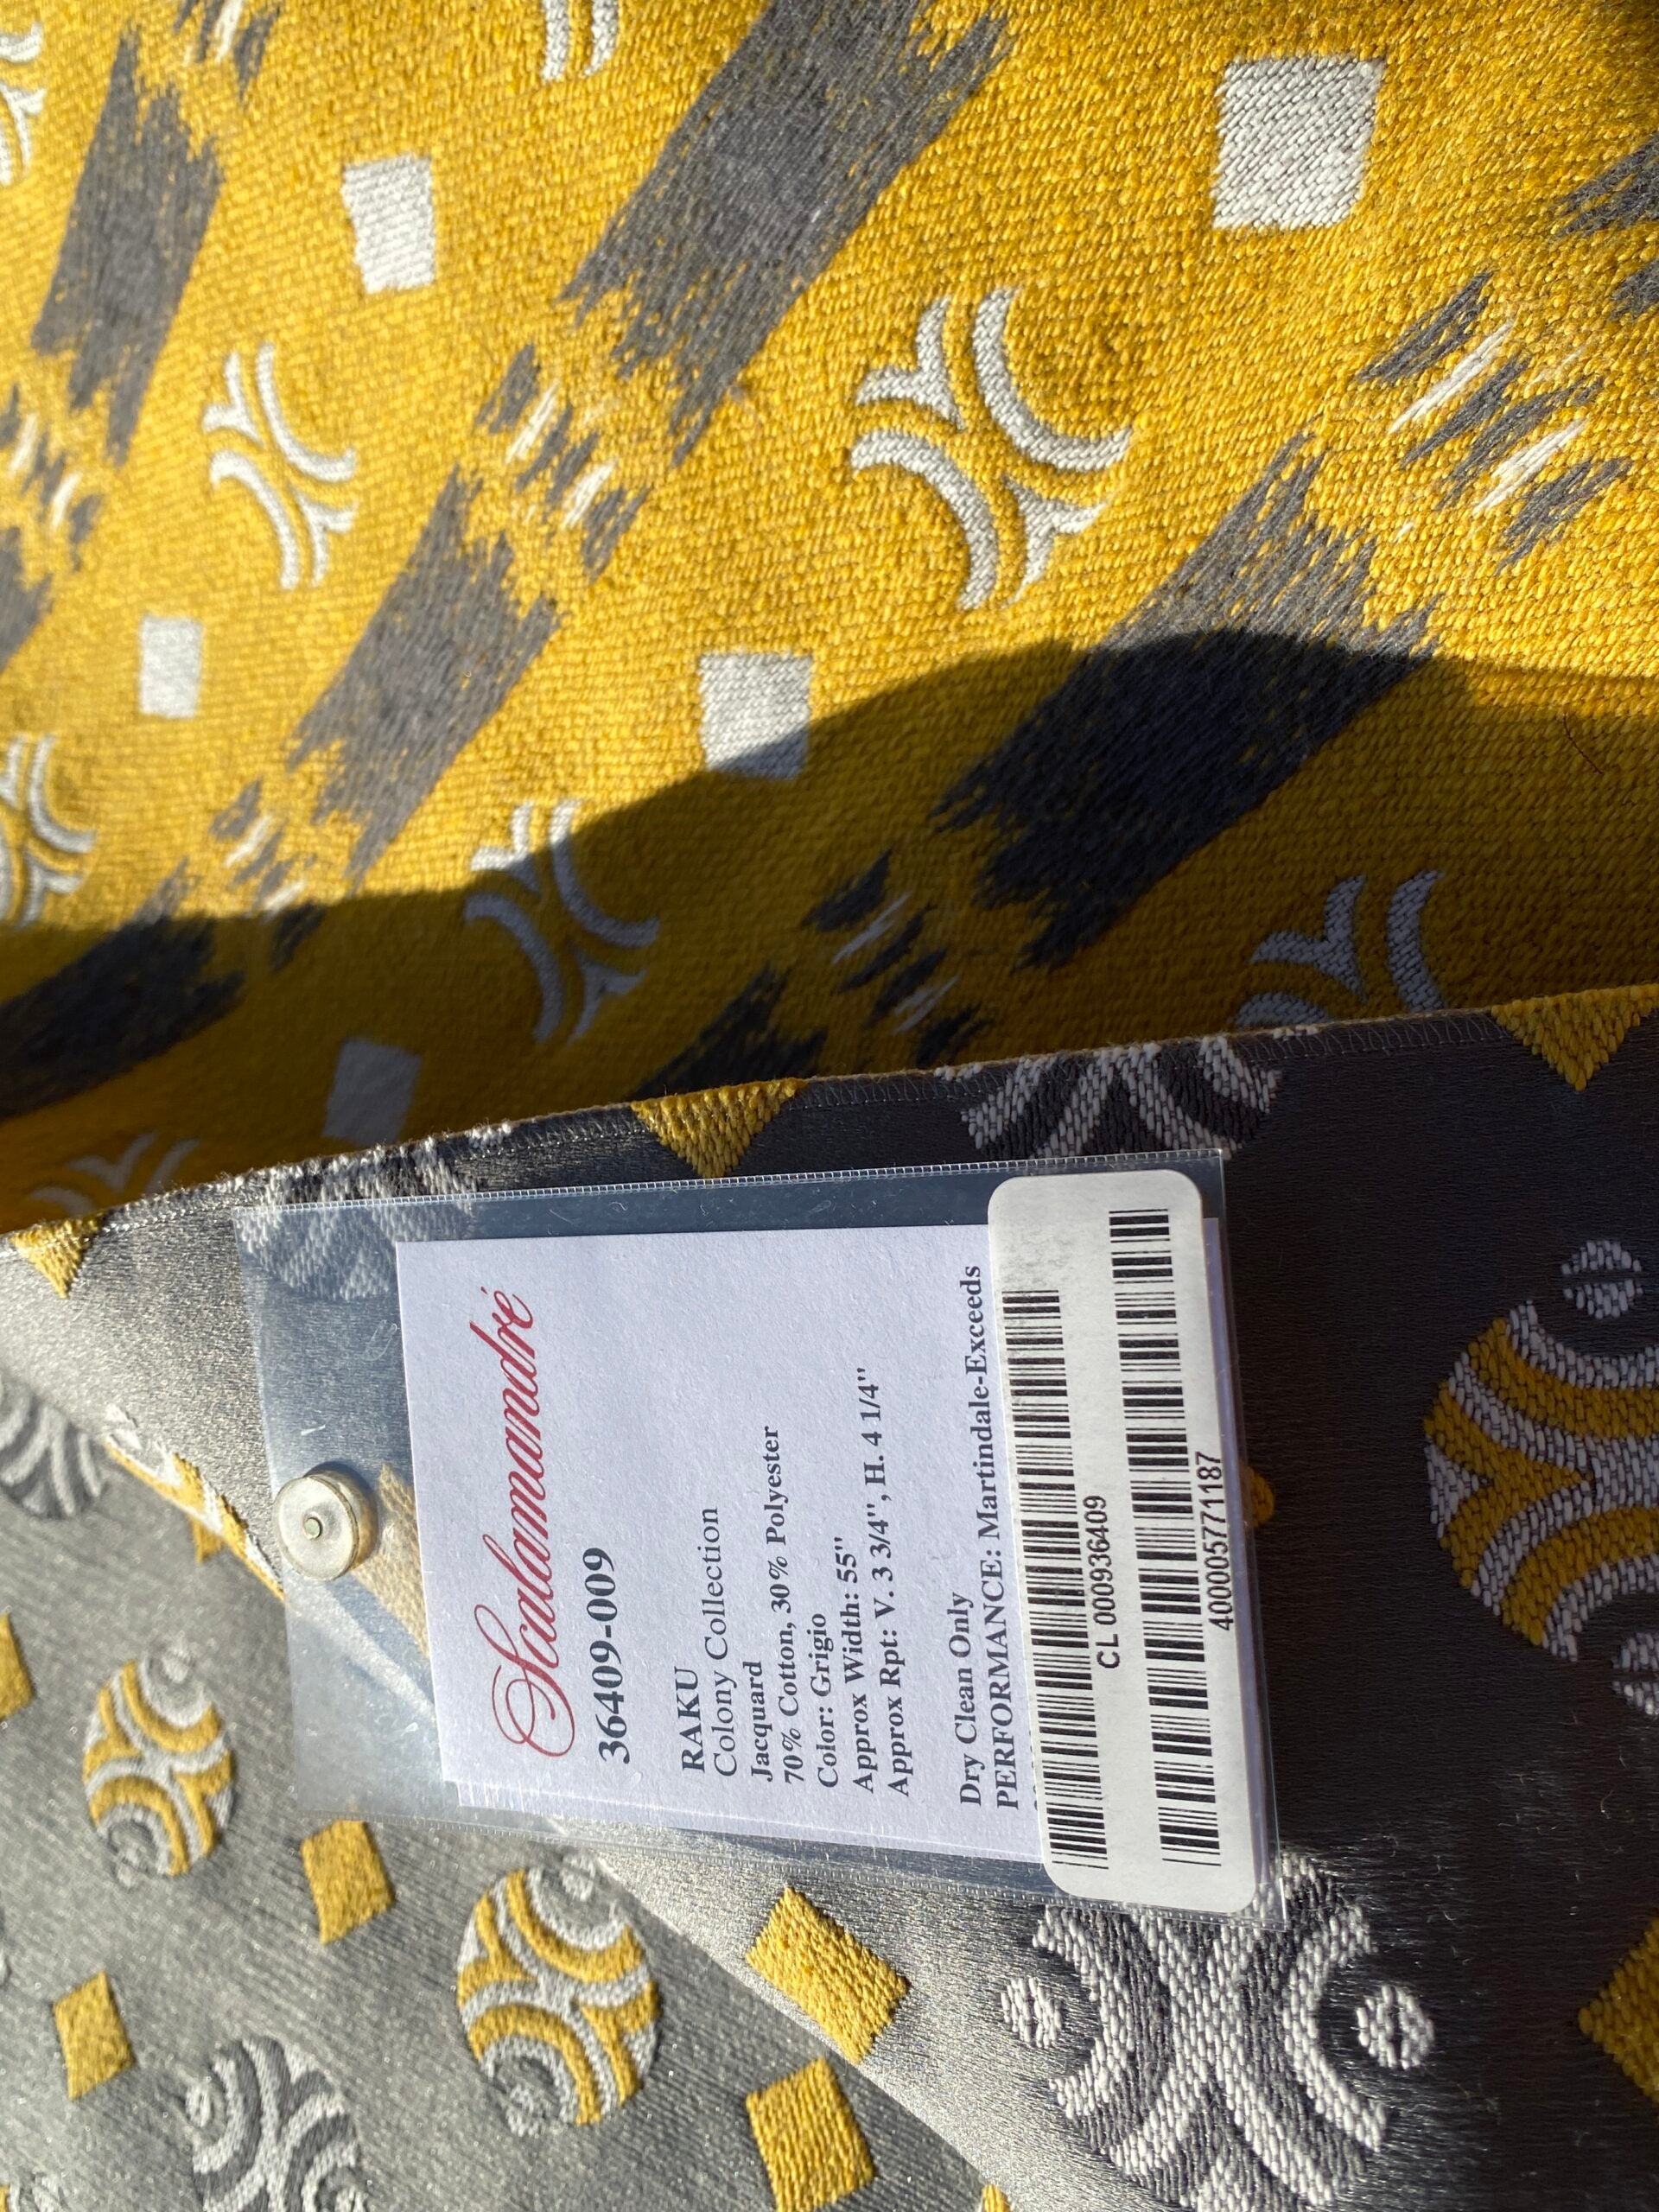 Scalamandré
36409-009
RAKU
Colony Collection
Jacquard
70% Cotton, 30% Polyester
Color: Grigio
Approx Width: 55"
Approx Rpt: V. 3 3/4", H. 4 1/4"
Dry Clean Only
PERFORMANCE: Martindale-Exceeds
CL 000936409
400005771187